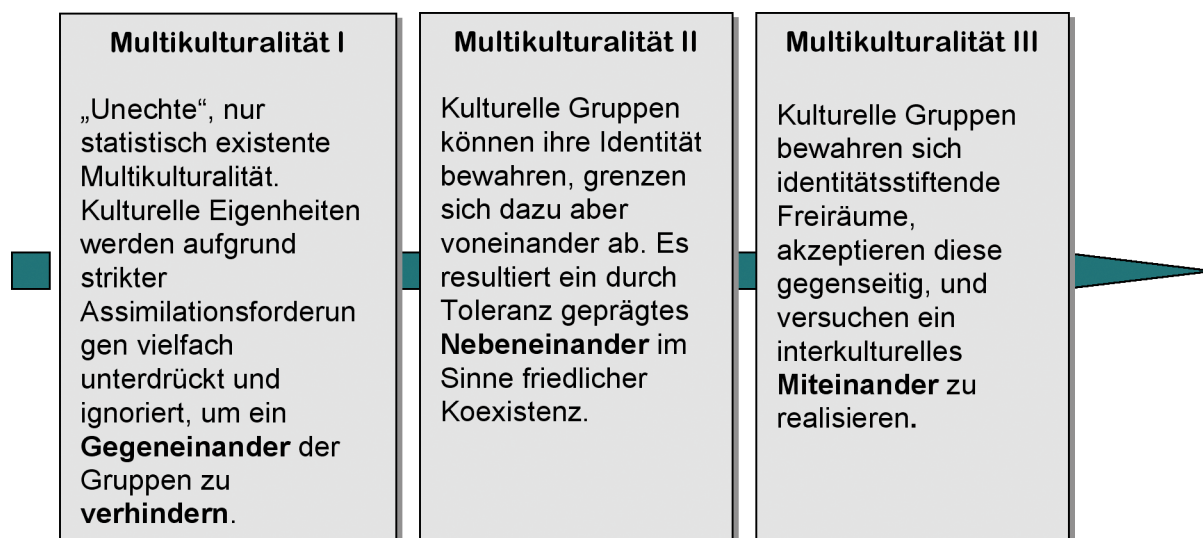 Multikulturalität I
„Unechte“, nur
statistisch existente
Multikulturalität.
Kulturelle Eigenheiten
werden aufgrund
strikter
Assimilationsforderun
gen vielfach
unterdrückt und
ignoriert, um ein
Gegeneinander der
Gruppen zu
verhindern.
Multikulturalität II
Kulturelle Gruppen
können ihre Identität
bewahren, grenzen
sich dazu aber
voneinander ab. Es
resultiert ein durch
Toleranz geprägtes
Nebeneinander im
Sinne friedlicher
Koexistenz.
Multikulturalität III
Kulturelle Gruppen
bewahren sich
identitätsstiftende
Freiräume,
akzeptieren diese
gegenseitig, und
versuchen ein
interkulturelles
Miteinander zu
realisieren.